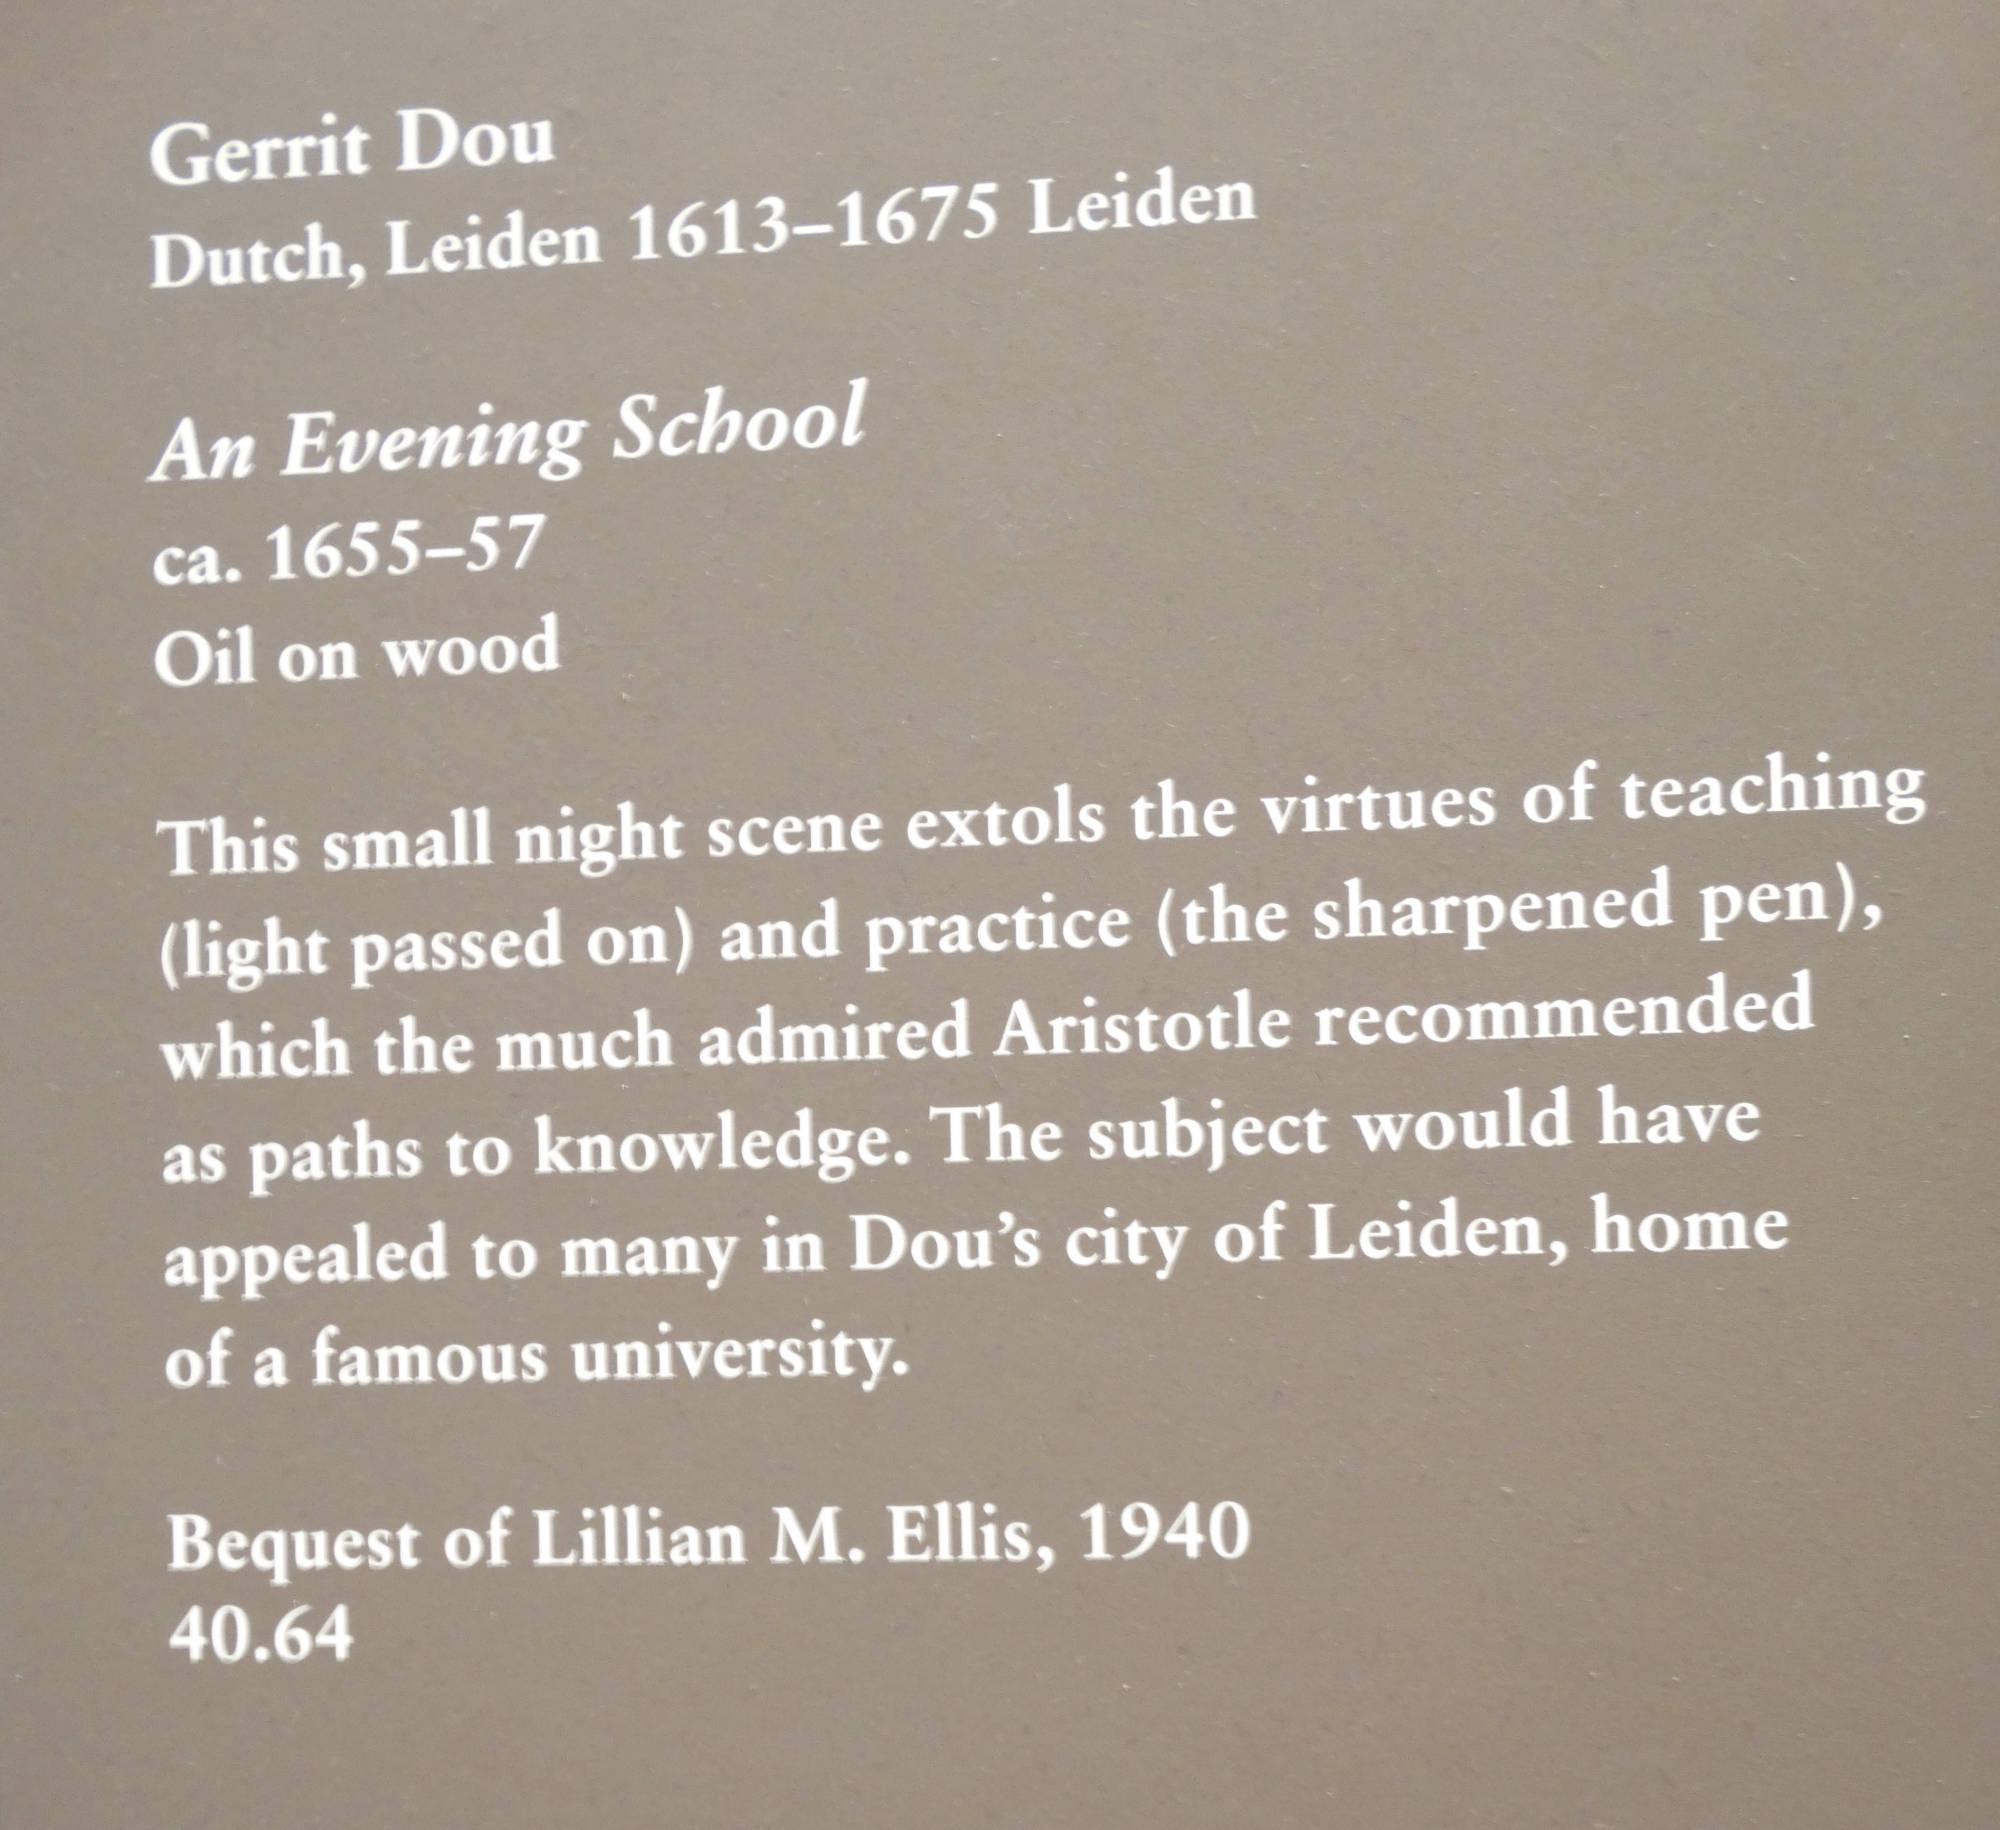 Gerrit Dou
Dutch, Leiden 1613–1675 Leiden
An Evening School
ca. 1655–57
Oil on wood
This small night scene extols the virtues of teaching
(light passed on) and practice (the sharpened pen),
which the much admired Aristotle recommended
as paths to knowledge. The subject would have
appealed to many in Dou’s city of Leiden, home
of a famous university.
Bequest of Lillian M. Ellis, 1940
40.64